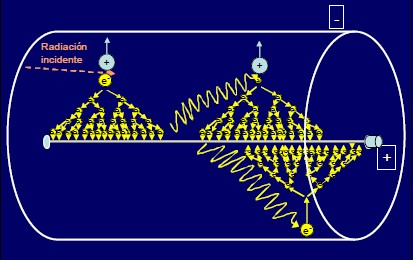 -
Radiación
incidente
+
e-
+
+
e-